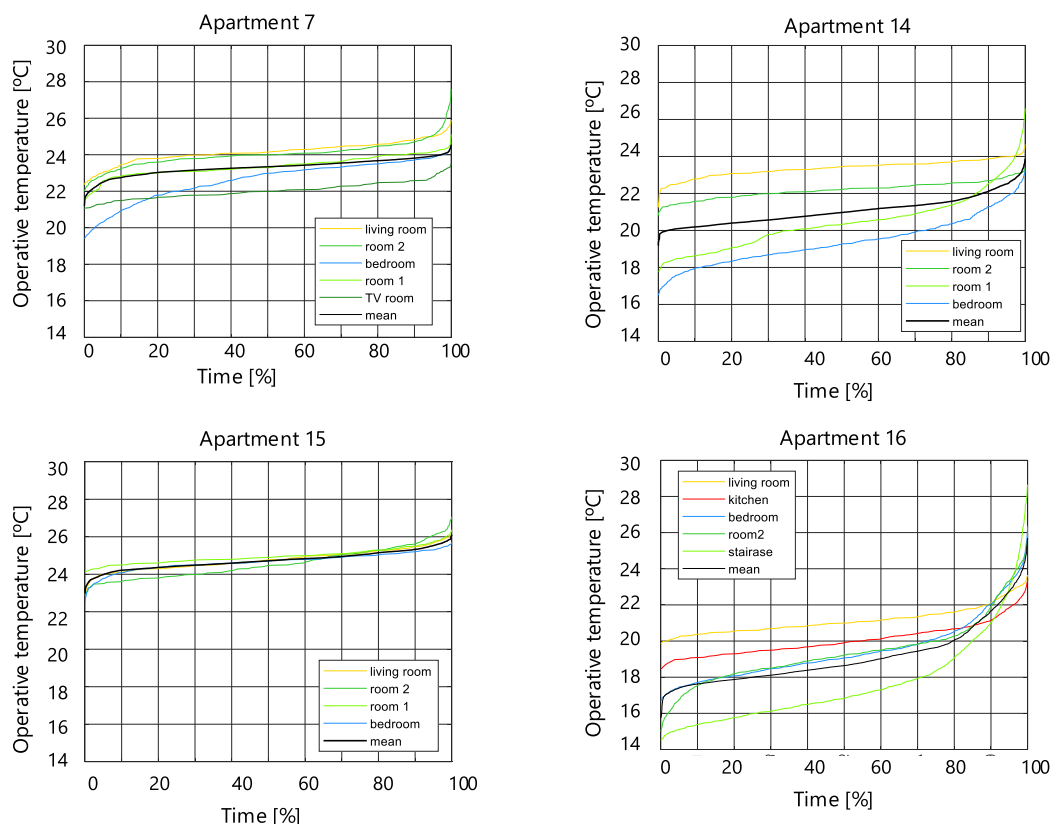 Apartment 7
Operative temperature [ºC]
30
28
26
24
22
20
18
16
14
living room
room 2
bedroom
room 1
TV room
mean
0 20 40 60 80 100
Time [%]
Apartment 14
Operative temperature [ºC]
30
28
26
24
22
20
18
16
14
living room
room 2
room 1
bedroom
mean
0 20 40 60 80 100
Time [%]
Apartment 15
Operative temperature [ºC]
30
28
26
24
22
20
18
16
14
living room
room 2
room 1
bedroom
mean
0 20 40 60 80 100
Time [%]
Apartment 16
Operative temperature [ºC]
30
28
26
24
22
20
18
16
14
living room
kitchen
bedroom
room2
stairase
mean
0 20 40 60 80 100
Time [%]